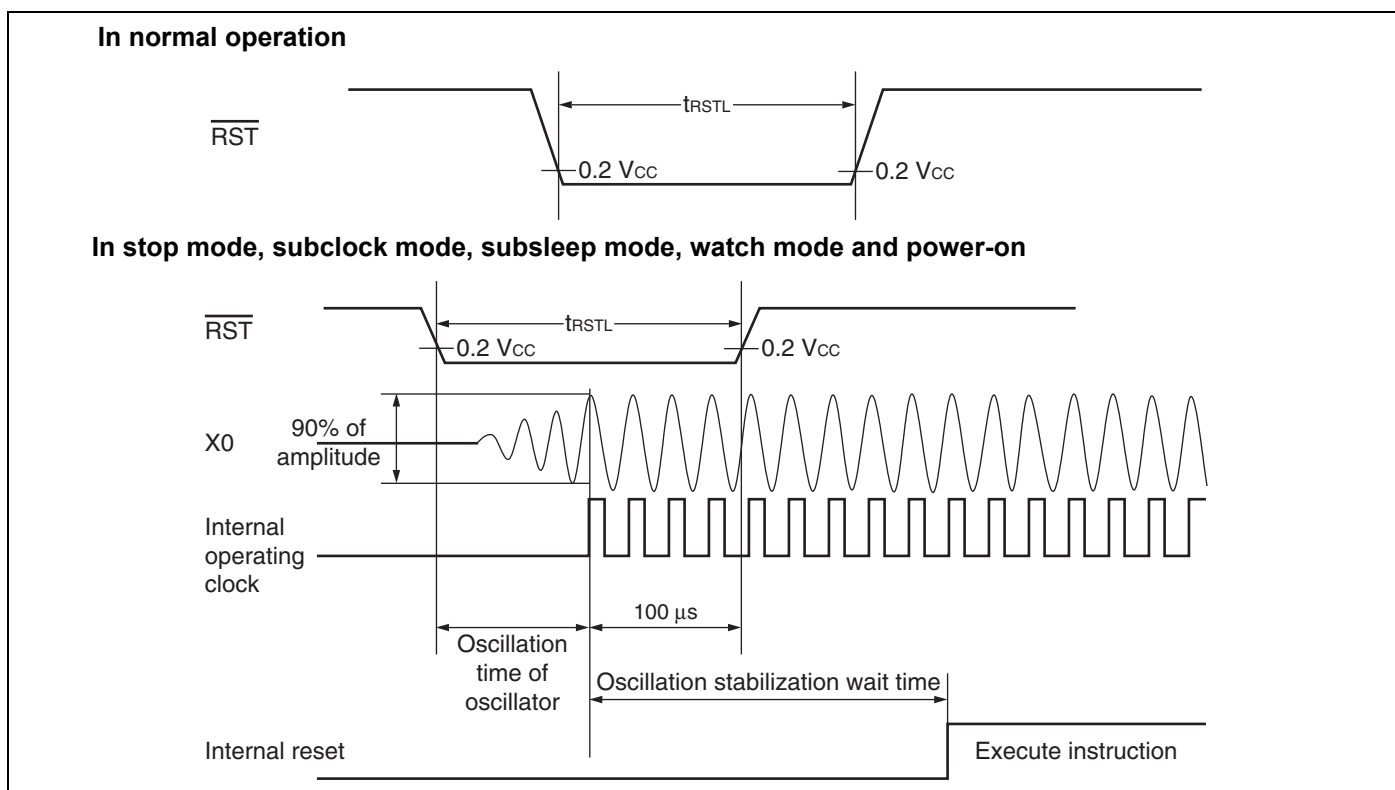 In normal operation
tRSTL
RST
0.2 VCC
0.2 VCC
In stop mode, subclock mode, subsleep mode, watch mode and power-on
RST
tRSTL
0.2 VCC
0.2 VCC
X0
90% of
amplitude
Internal
operating
clock
100 μs
Oscillation
time of
oscillator
Oscillation stabilization wait time
Internal reset
Execute instruction